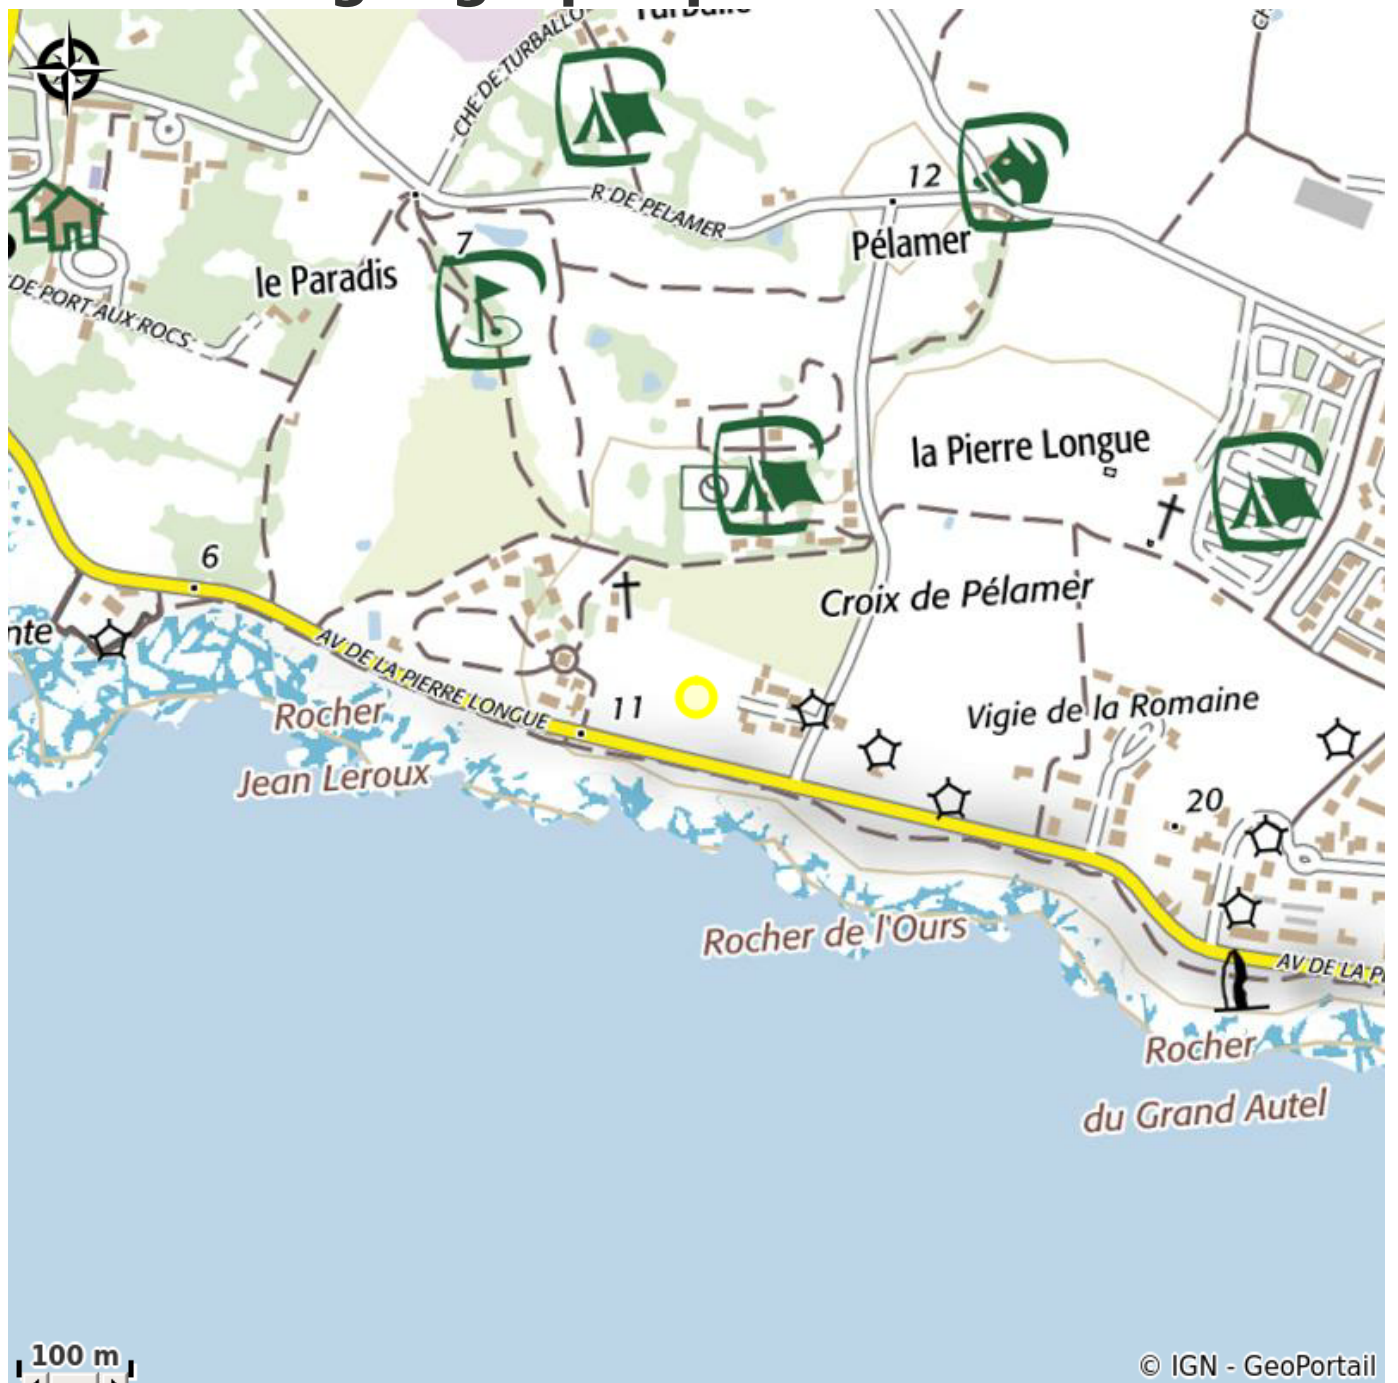 CHE DE TURBALLO
R DE PELAMER
12
Pélamer
7
le Paradis
DE PORT AUX ROCS
la Pierre Longue
6
Croix de Pélamer
nte
AV DE LA PIERRE LONGUE
11
Rocher
Jean Leroux
Vigie de la Romaine
20
Rocher de l'Ours
AV DE LA PI
Rocher
du Grand Autel
100 m
© IGN - GeoPortail